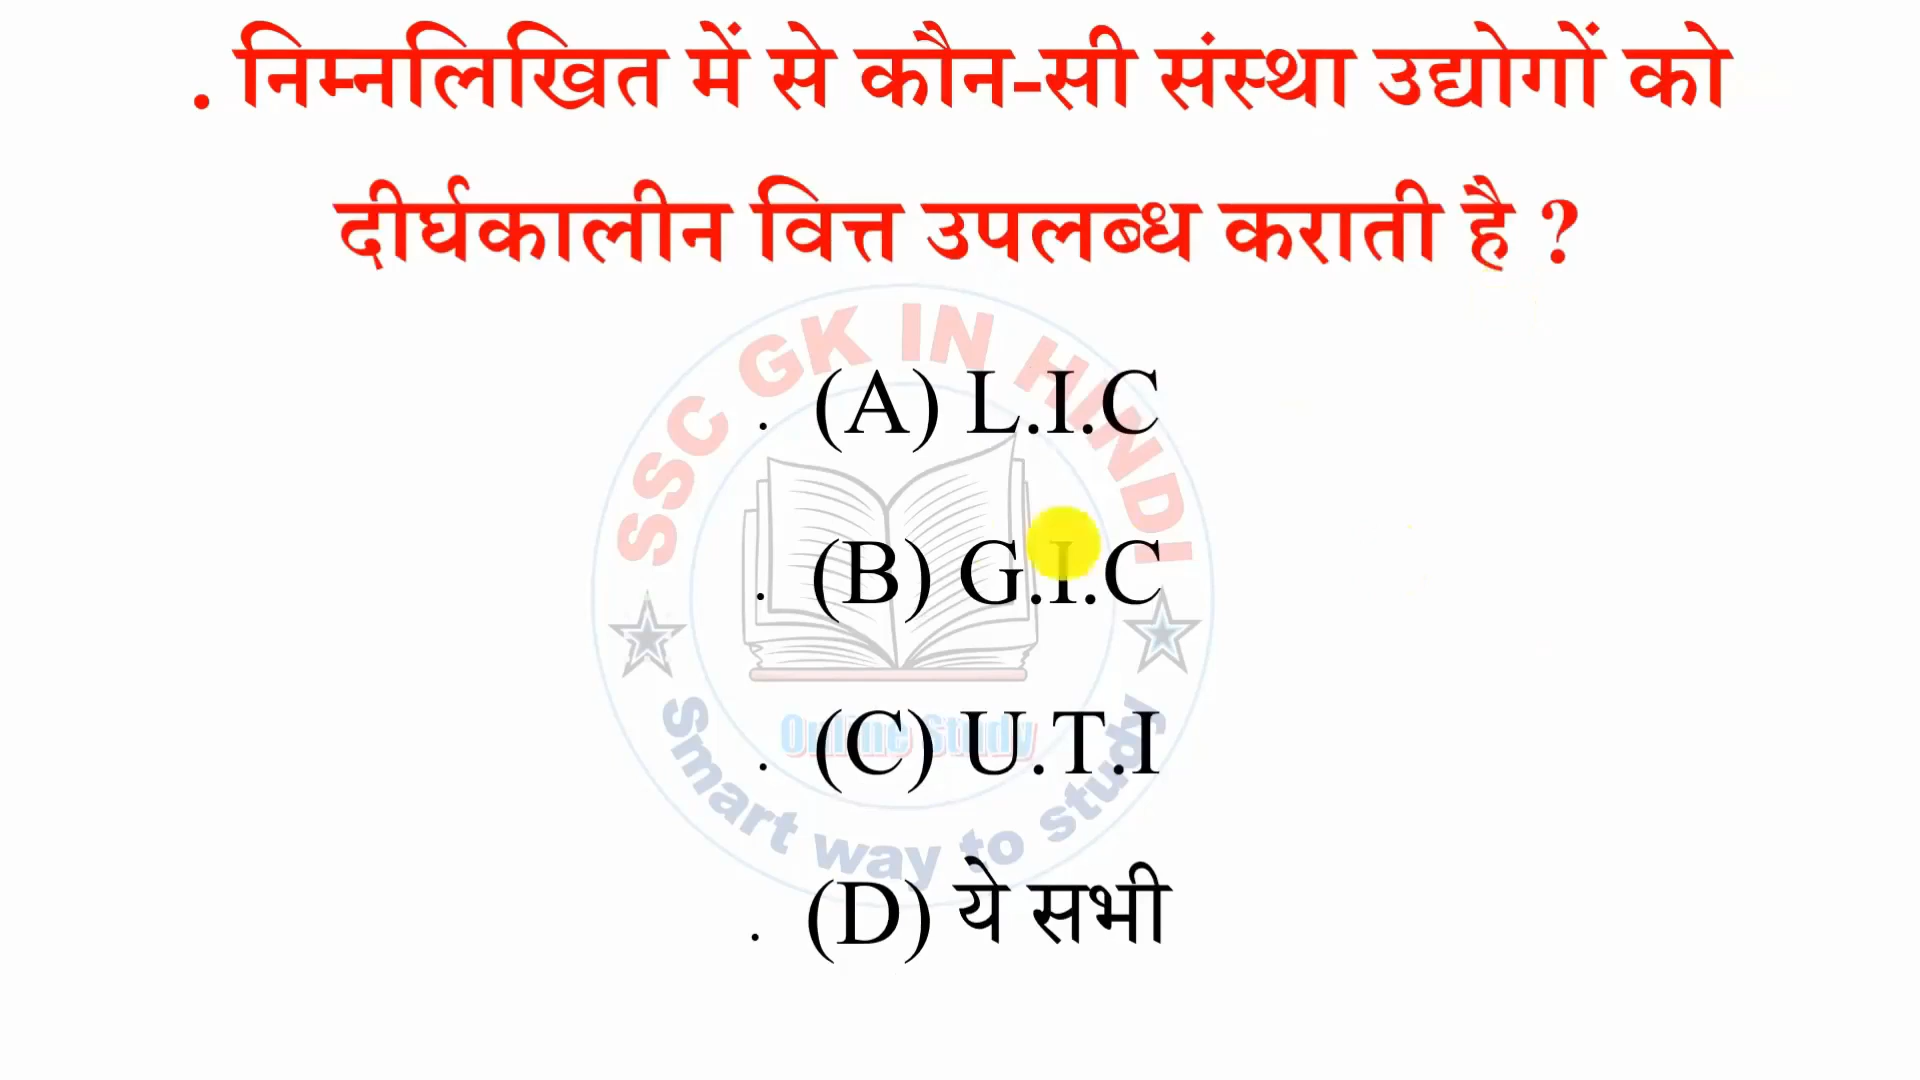 . निम्नलिखित में से कौन-सी संस्था उद्योगों को
दीर्घकालीन वित्त उपलब्ध कराती है ?
SSC GK IN HINDI
. (A) L.I.C
. (B) G.I.C
. (C) U.T.I
Online Study
. (D) ये सभी
Smart way to study